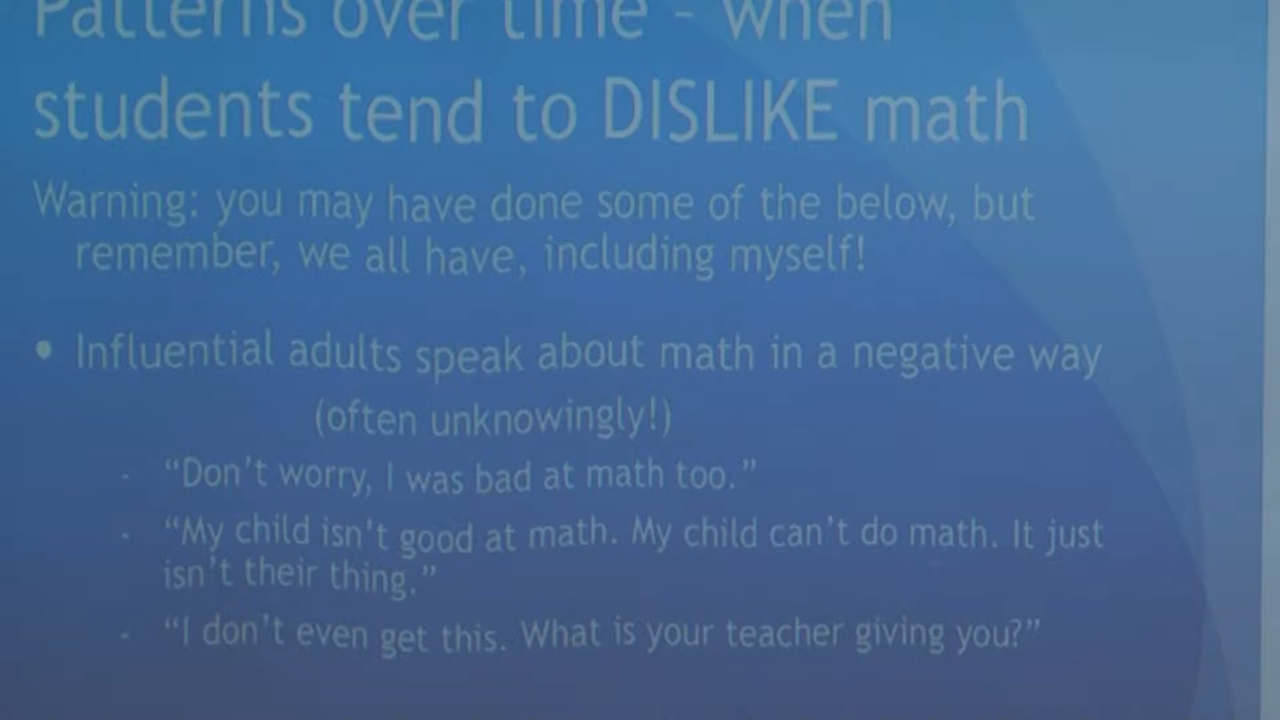 Patterns over time – when
students tend to DISLIKE math
Warning: you may have done some of the below, but
remember, we all have, including myself!
• Influential adults speak about math in a negative way
(often unknowingly!)
- “Don’t worry, I was bad at math too.”
- “My child isn’t good at math. My child can’t do math. It just
isn’t their thing.”
- “I don’t even get this. What is your teacher giving you?”